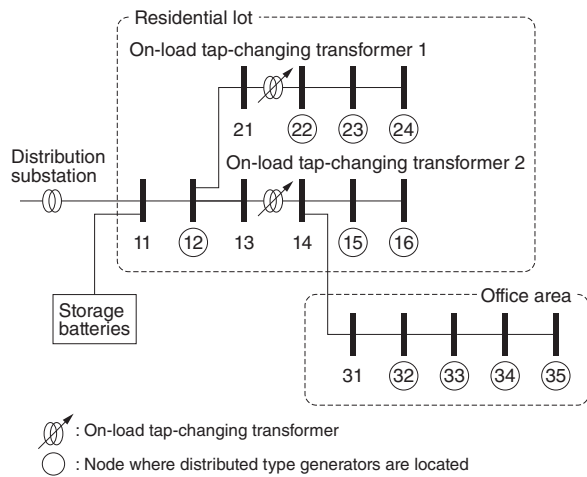 Residential lot
On-load tap-changing transformer 1
21
22
23
24
Distribution
substation
On-load tap-changing transformer 2
11
12
13
14
15
16
Storage
batteries
Office area
31
32
33
34
35
: On-load tap-changing transformer
: Node where distributed type generators are located